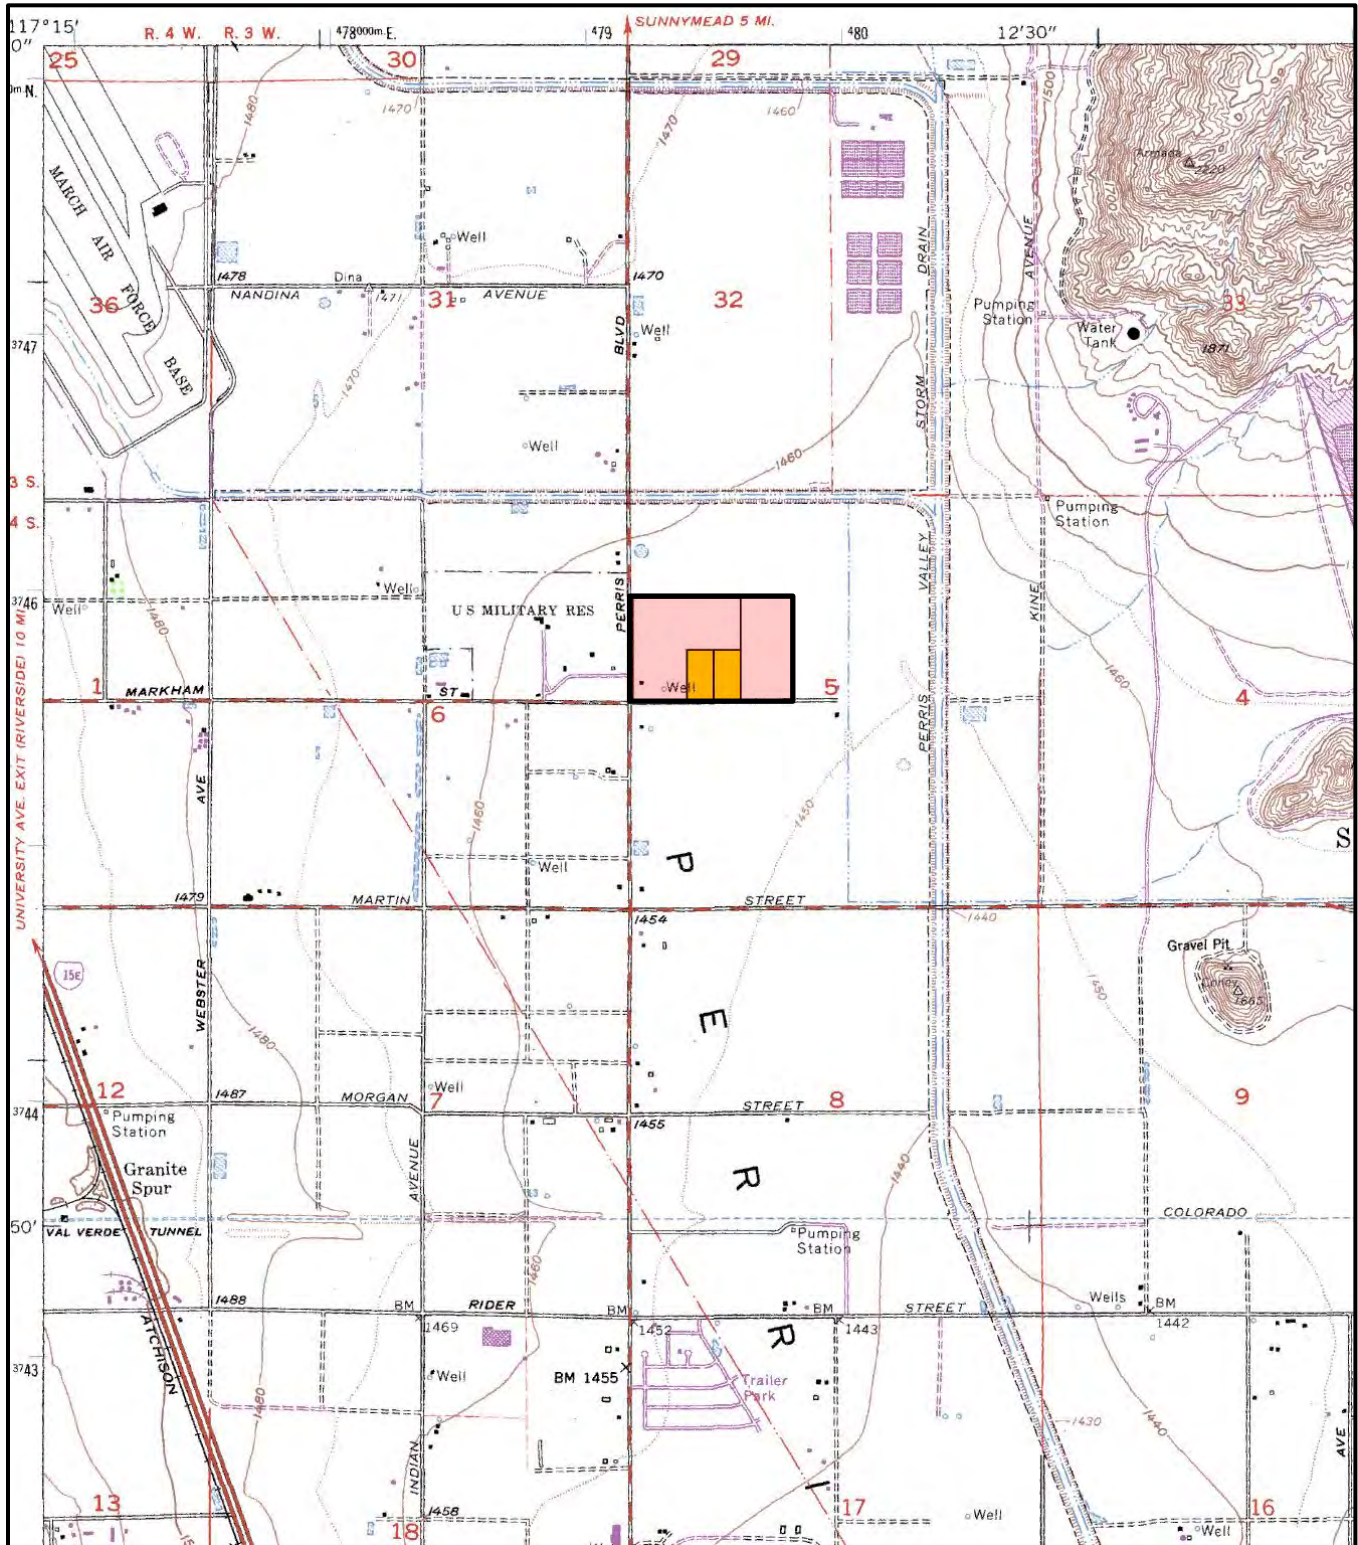 117°15'
R. 4 W. R. 3 W.
478000m.E.
479
SUNNYMEAD 5 MI.
480
12'30"
0"
25
30
29
1480
1470
1470
1460
1500
Armada
2220
1700
MARCH AIR FORCE BASE
Well
DRAIN
AVENUE
1478
Dina
1471
1470
36
NANDINA
31
AVENUE
32
33
Pumping
Station
Water
Tank
3747
BLVD
Well
1871
1470
STORM
Well
1460
3 S.
4 S.
Pumping
Station
VALLEY
3746
Well
1480
Well
U S MILITARY RES
PERRIS
KINE
1460
1
MARKHAM
ST
6
Well
5
4
PERRIS
UNIVERSITY AVE. EXIT (RIVERSIDE) 10 MI.
AVE
1460
1450
S
Well
P
1479
MARTIN
STREET
1454
1440
Gravel Pit
1665
15E
WEBSTER
1480
E
1450
12
1487
MORGAN
7
Well
STREET
8
9
3744
Pumping
Station
1455
Granite
Spur
AVENUE
R
1440
50'
VAL VERDE TUNNEL
COLORADO
Pumping
Station
1460
1488
BM
RIDER
BM
BM
STREET
Wells
BM
1469
1452
1443
1442
R
3743
ATCHISON
1480
Well
BM 1455
Trailer
Park
1430
1440
AVE
INDIAN
13
1458
18
I
17
Well
16
Well